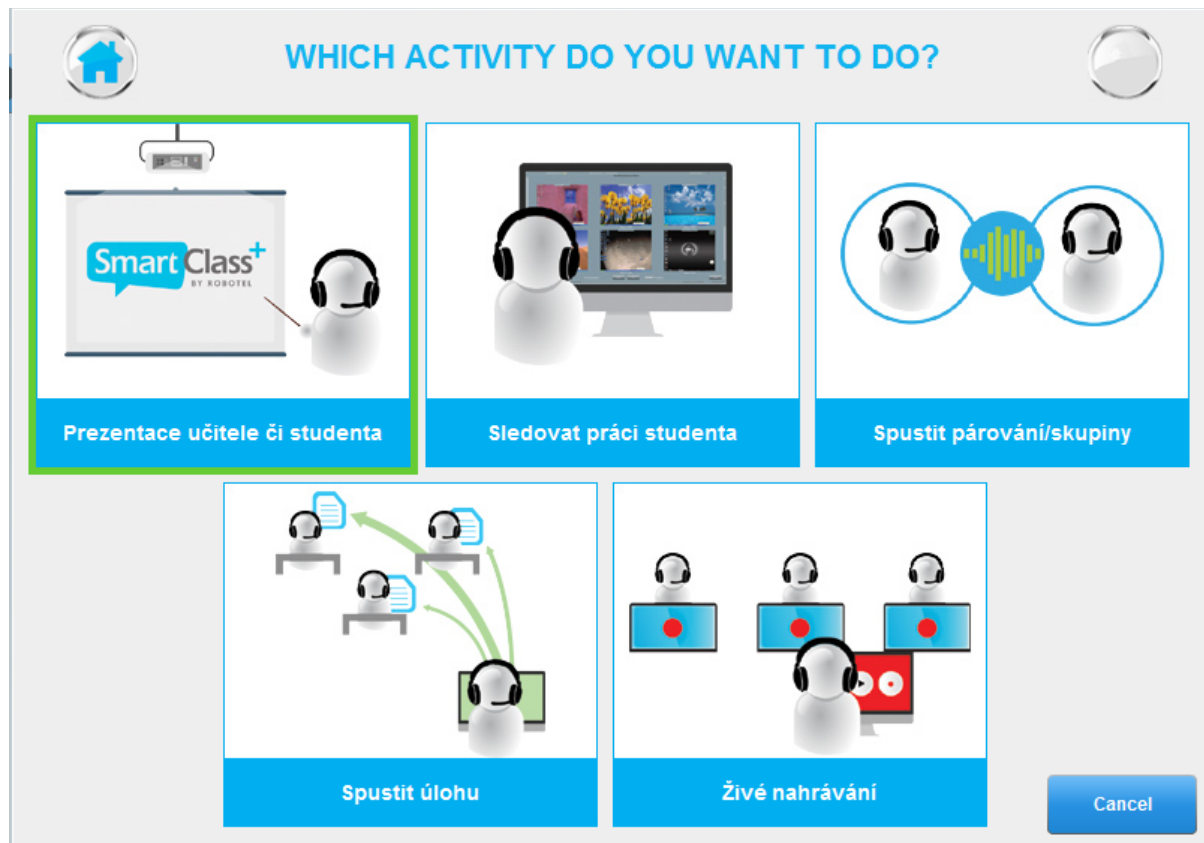 WHICH ACTIVITY DO YOU WANT TO DO?
SmartClass+
BY ROBOTEL
Prezentace učitele či studenta
Sledovat práci studenta
Spustit párování/skupiny
Spustit úlohu
Živé nahrávání
Cancel